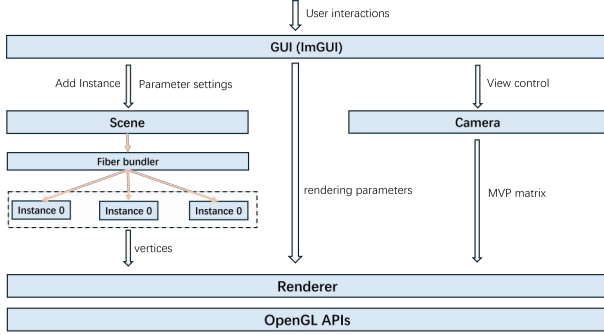 User interactions
GUI (ImGUI)
Add Instance
Parameter settings
View control
Scene
Camera
Fiber bundler
rendering parameters
MVP matrix
Instance 0
Instance 0
Instance 0
vertices
Renderer
OpenGL APIs